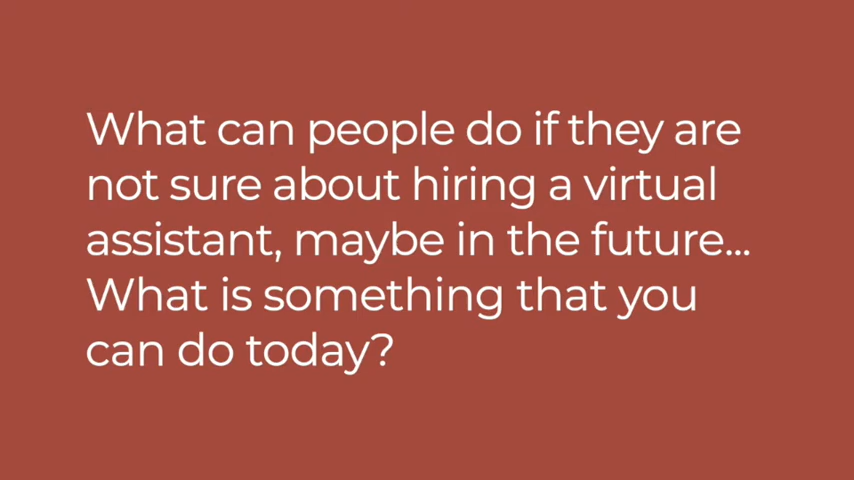 What can people do if they are
not sure about hiring a virtual
assistant, maybe in the future...
What is something that you
can do today?